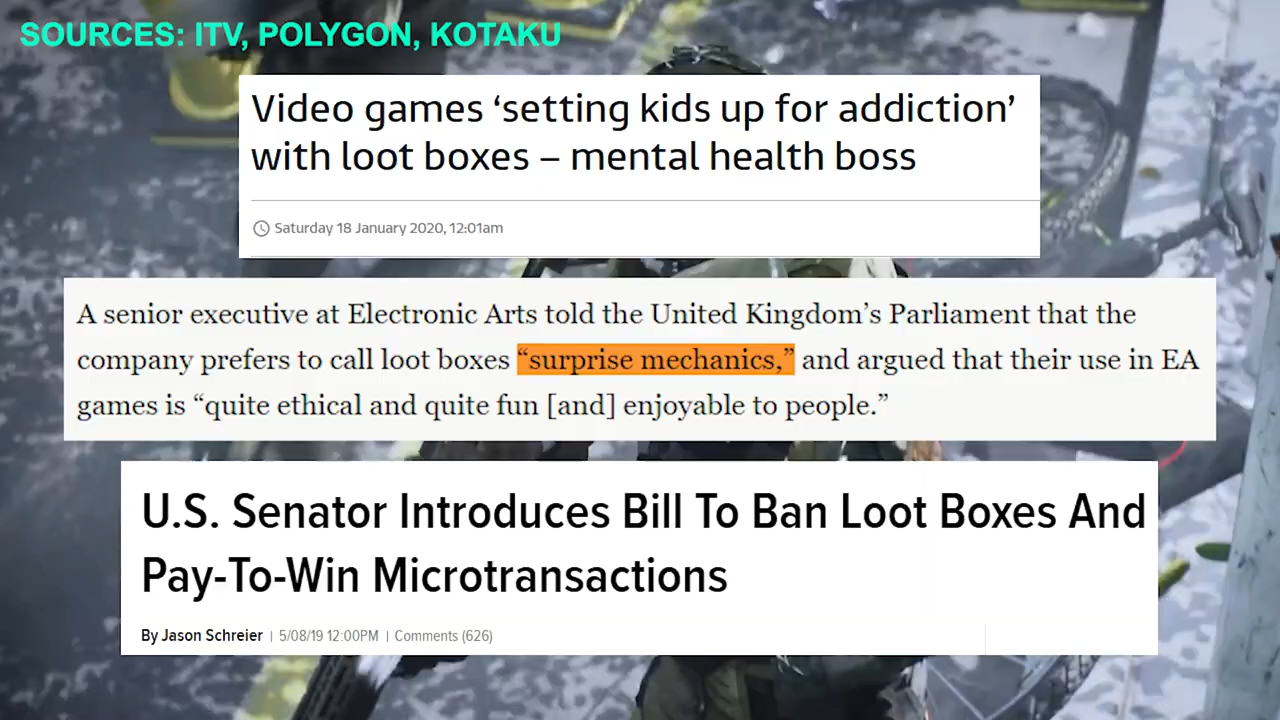 SOURCES: ITV, POLYGON, KOTAKU
Video games ‘setting kids up for addiction’
with loot boxes – mental health boss
Saturday 18 January 2020, 12:01am
A senior executive at Electronic Arts told the United Kingdom’s Parliament that the
company prefers to call loot boxes “surprise mechanics,” and argued that their use in EA
games is “quite ethical and quite fun [and] enjoyable to people.”
U.S. Senator Introduces Bill To Ban Loot Boxes And
Pay-To-Win Microtransactions
By Jason Schreier | 5/08/19 12:00PM | Comments (626)